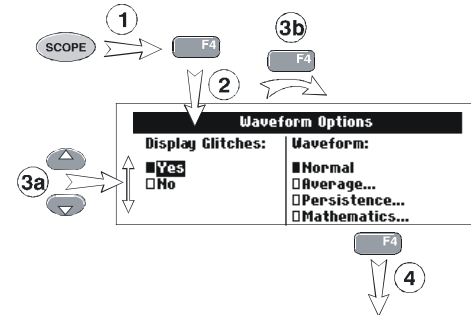 1
3b
SCOPE
F4
F4
2
Waveform Options
Display Glitches:
Yes
No
Waveform:
Normal
Average...
Persistence...
Mathematics...
3a
F4
4